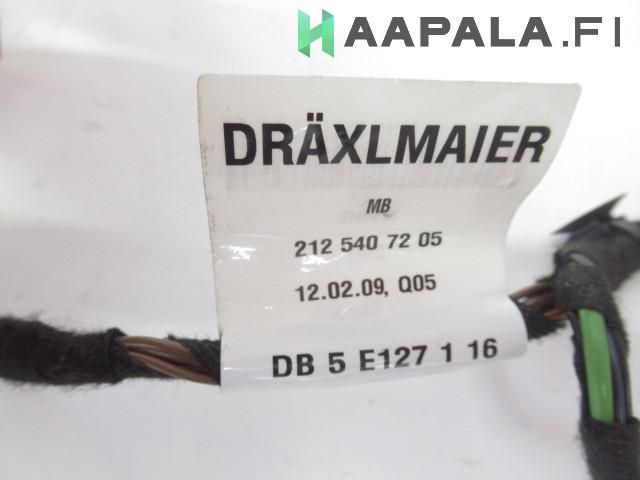 HAAPALA.FI
DRÄXLMAIER
MB
212 540 72 05
12.02.09, Q05
DB 5 E127 1 16